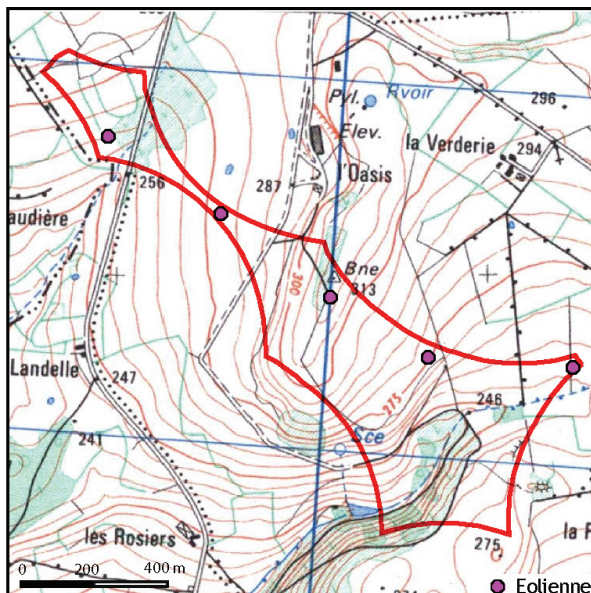 Rvoir
Pyl.
Élev.
l'Oasis
296
la Verderie
294
256
287
audière
Bne
313
300
Landelle
247
275
246
241
Sce
les Rosiers
275
la F
0 200 400 m
Eolienne